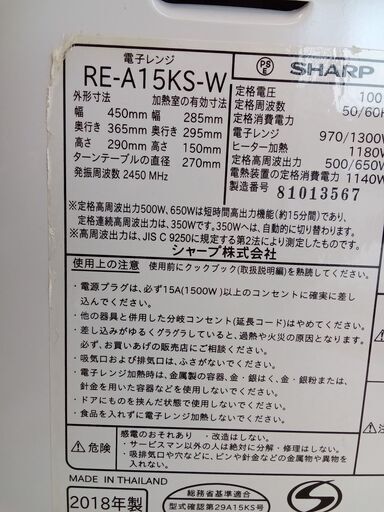 電子レンジ
RE-A15KS-W
PS E
SHARP
外形寸法 加熱室の有効寸法
幅 450mm 幅 285mm
奥行き 365mm 奥行き 295mm
高さ 290mm 高さ 150mm
ターンテーブルの直径 270mm
発振周波数 2450 MHz
定格電圧 100
定格周波数 50/60H
定格消費電力
電子レンジ 970/1300W
ヒーター加熱 1180W
定格高周波出力 500/650W
電熱装置の定格消費電力 1140W
製造番号 81013567
※定格高周波出力500W、650Wは短時間高出力機能(約15分間)であり、
定格連続高周波出力は、350Wです。350Wへは、自動的に切り替わります。
※高周波出力は、JIS C 9250に規定する第2法により測定したものです。
シャープ株式会社
使用上の注意 使用前にクックブック(取扱説明編)を熟読してください。
・電源プラグは、必ず15A(1500W)以上のコンセントに確実に差し
込んでください。
・他の器具と併用した分岐コンセント(延長コード)はやめてください。
・差し込みがゆるくグラグラしていると、過熱や火災の原因となりま
す。必ず、お買いあげの販売店にご相談ください。
・吸気口および排気口は、ふさがないでください。
・電子レンジ加熱時は、金属製の容器、金・銀はく、金・銀粉または、
針金を用いた容器などを使用しないでください。
・ドアにものを挟んだ状態で使用しないでください。
・食品を入れずに電子レンジ加熱しないでください。
危険
感電のおそれあり ・改造はしない。
・サービスマン以外の人は絶対に分解・修理はしない。
・吸排気口や穴などに、ピンや針金などの金属物や異物を
入れない。
MADE IN THAILAND
2018年製
総務省基準適合
型式確認第29A15KS号